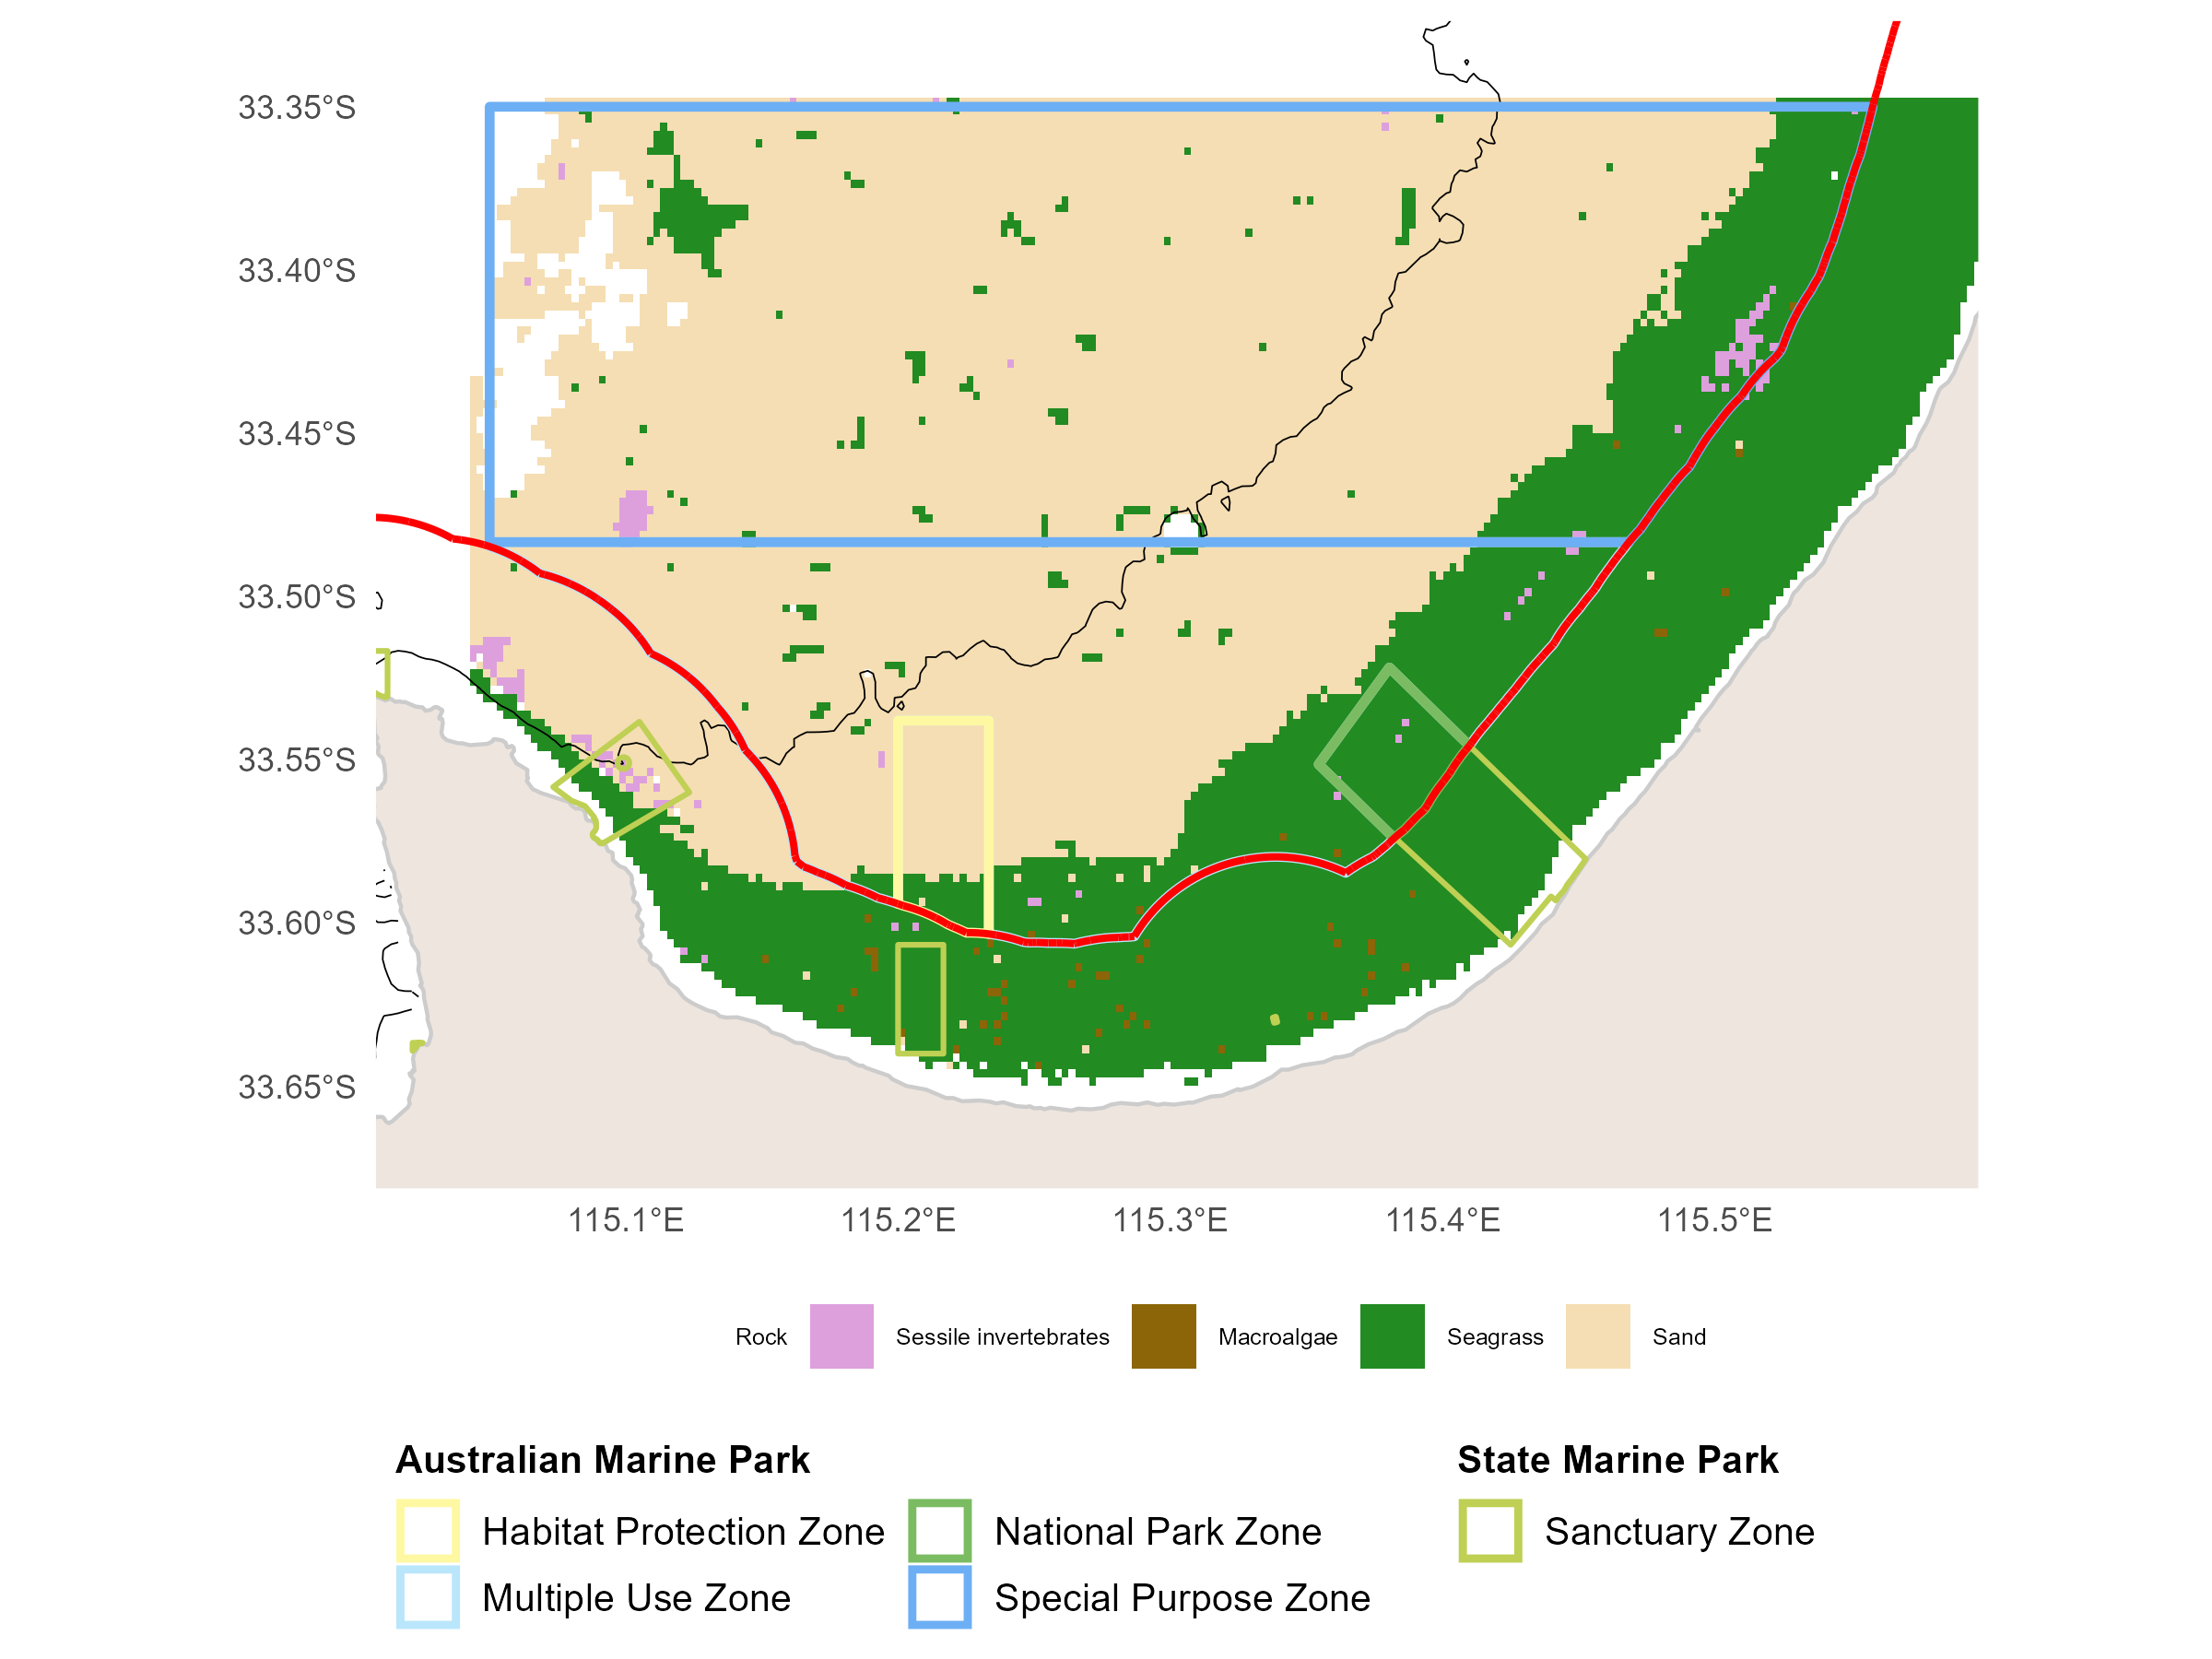 33.35°S
33.40°S
33.45°S
33.50°S
33.55°S
33.60°S
33.65°S
115.1°E 115.2°E 115.3°E 115.4°E 115.5°E
Rock Sessile invertebrates Macroalgae Seagrass Sand
Australian Marine Park State Marine Park
Habitat Protection Zone National Park Zone Sanctuary Zone
Multiple Use Zone Special Purpose Zone